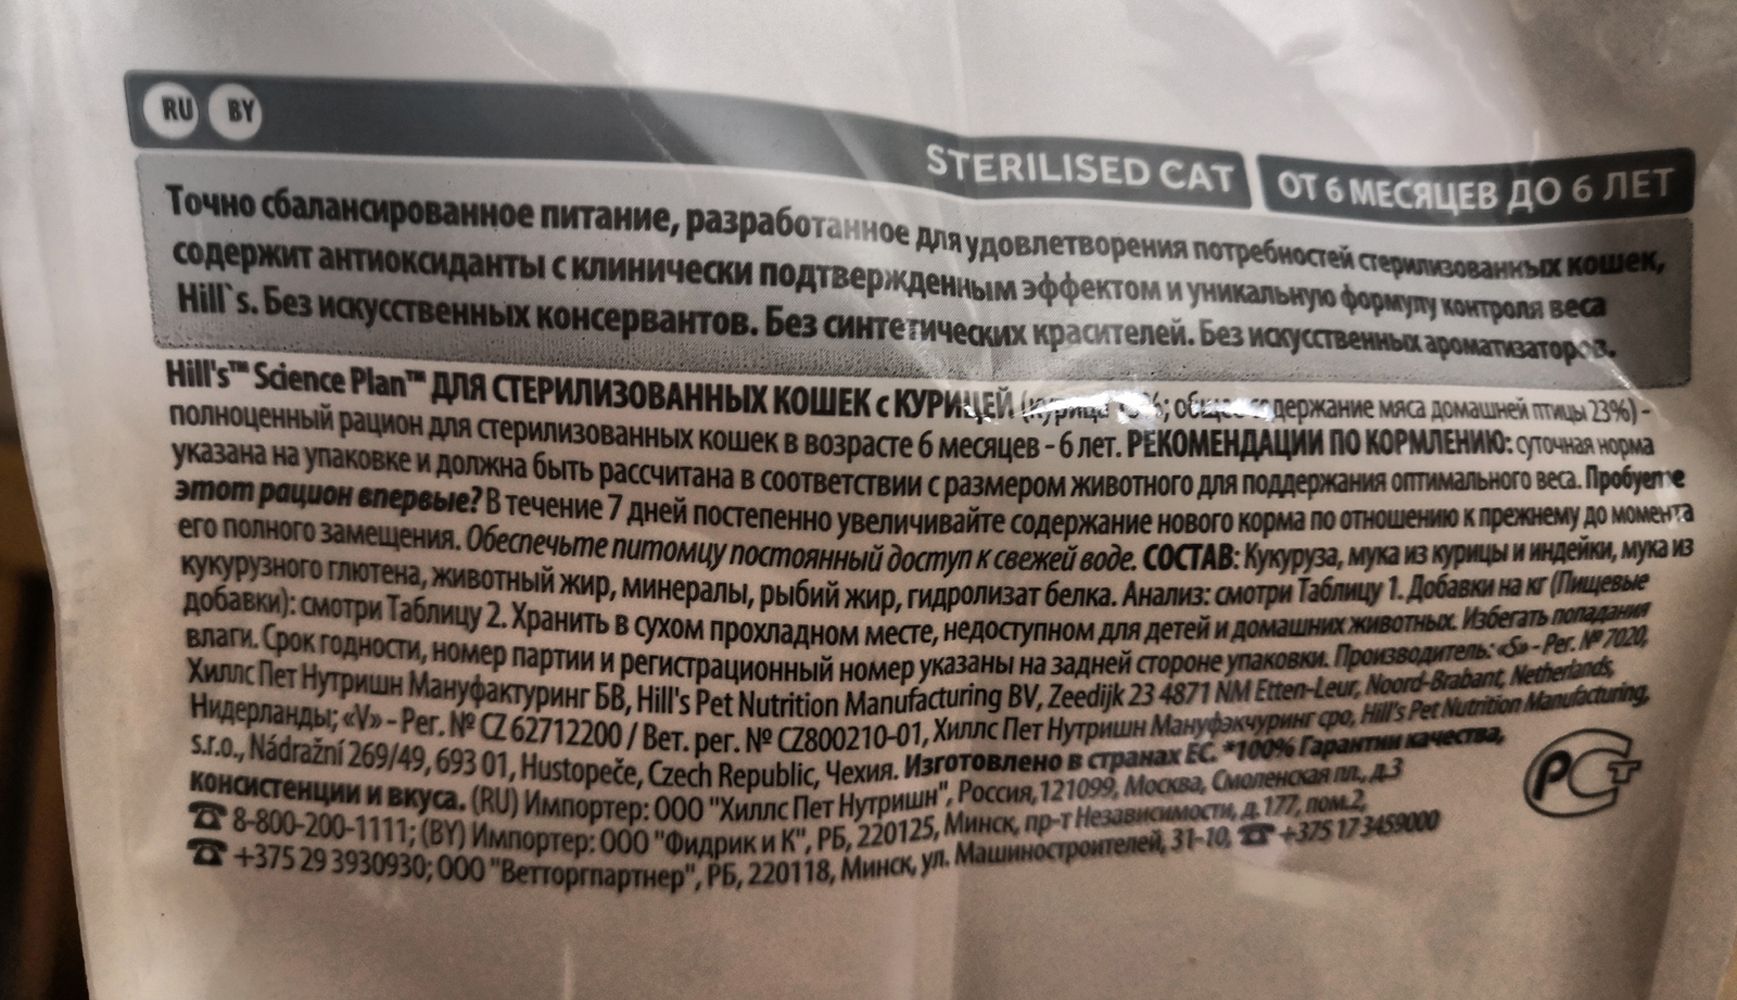 RU BY
STERILISED CAT ОТ 6 МЕСЯЦЕВ ДО 6 ЛЕТ
Точно сбалансированное питание, разработанное для удовлетворения потребностей стерилизованных кошек,
содержит антиоксиданты с клинически подтвержденным эффектом и уникальную формулу контроля веса
Hill`s. Без искусственных консервантов. Без синтетических красителей. Без искусственных ароматизаторов.
Hill's™ Science Plan™ ДЛЯ СТЕРИЛИЗОВАННЫХ КОШЕК с КУРИЦЕЙ (курица общее содержание мяса домашней птицы 23%) -
полноценный рацион для стерилизованных кошек в возрасте 6 месяцев - 6 лет. РЕКОМЕНДАЦИИ ПО КОРМЛЕНИЮ: суточная норма
указана на упаковке и должна быть рассчитана в соответствии с размером животного для поддержания оптимального веса. Пробуете
этот рацион впервые? В течение 7 дней постепенно увеличивайте содержание нового корма по отношению к прежнему до момента
его полного замещения. Обеспечьте питомцу постоянный доступ к свежей воде. СОСТАВ: Кукуруза, мука из курицы и индейки, мука из
кукурузного глютена, животный жир, минералы, рыбий жир, гидролизат белка. Анализ: смотри Таблицу 1. Добавки на кг (Пищевые
добавки): смотри Таблицу 2. Хранить в сухом прохладном месте, недоступном для детей и домашних животных. Избегать попадания
влаги. Срок годности, номер партии и регистрационный номер указаны на задней стороне упаковки. Производитель: «S» - Рег. № 7020,
Хиллс Пет Нутришн Мануфактуринг БВ, Hill's Pet Nutrition Manufacturing BV, Zeedijk 23 4871 NM Etten-Leur, Noord-Brabant, Netherlands,
Нидерланды; «V» - Рег. № CZ 62712200 / Вет. рег. № CZ800210-01, Хиллс Пет Нутришн Мануфэкчуринг сро, Hill's Pet Nutrition Manufacturing,
s.r.o., Nádražní 269/49, 693 01, Hustopeče, Czech Republic, Чехия. Изготовлено в странах ЕС. *100% Гарантии качества,
консистенции и вкуса. (RU) Импортер: ООО "Хиллс Пет Нутришн", Россия, 121099, Москва, Смоленская пл., д.3
☎ 8-800-200-1111; (BY) Импортер: ООО "Фидрик и К", РБ, 220125, Минск, пр-т Независимости, д. 177, пом.2,
☎ +375 29 3930930; ООО "Ветторгпартнер", РБ, 220118, Минск, ул. Машиностроителей, 31-10, ☎ +375 17 3459000
РСТ